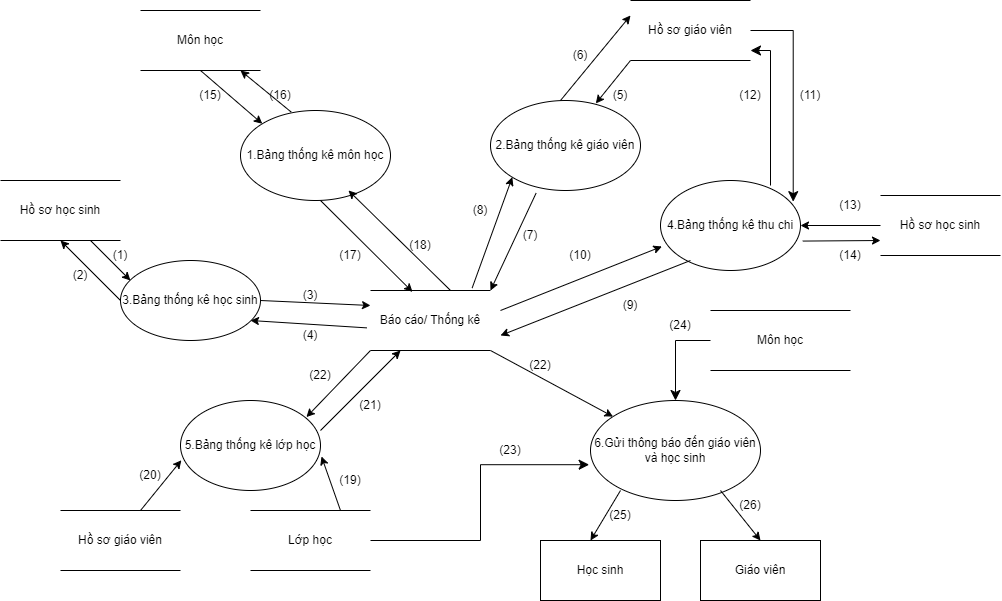 Môn học
Hồ sơ giáo viên
(6)
(15)
(16)
(5)
(12)
(11)
1.Bảng thống kê môn học
2.Bảng thống kê giáo viên
Hồ sơ học sinh
(8)
(13)
4.Bảng thống kê thu chi
Hồ sơ học sinh
(7)
(1)
(2)
(17)
(18)
(10)
(14)
3.Bảng thống kê học sinh
(3)
(4)
Báo cáo/ Thống kê
(9)
(24)
Môn học
(22)
(21)
(22)
5.Bảng thống kê lớp học
6.Gửi thông báo đến giáo viên
và học sinh
(20)
(19)
(23)
Hồ sơ giáo viên
Lớp học
(25)
(26)
Học sinh
Giáo viên